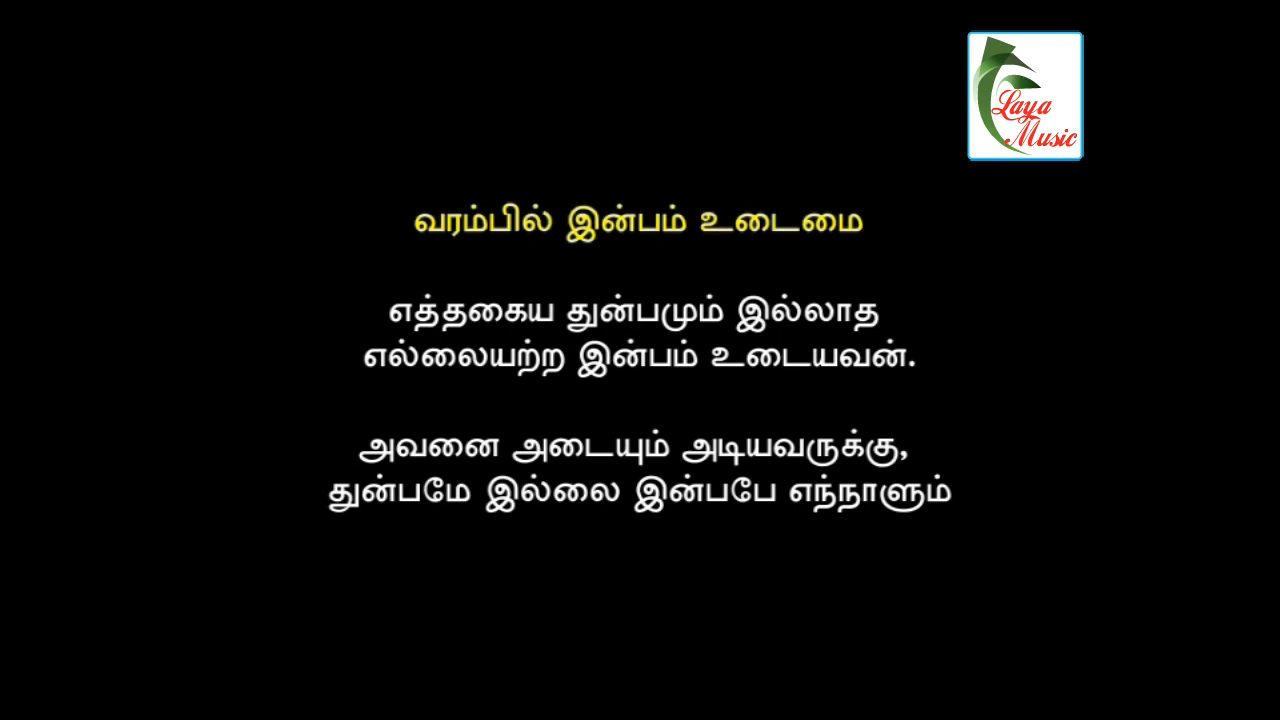 Laya
Music
வரம்பில் இன்பம் உடைமை
எத்தகைய துன்பமும் இல்லாத
எல்லையற்ற இன்பம் உடையவன்.
அவனை அடையும் அடியவருக்கு,
துன்பமே இல்லை இன்பபே எந்நாளும்